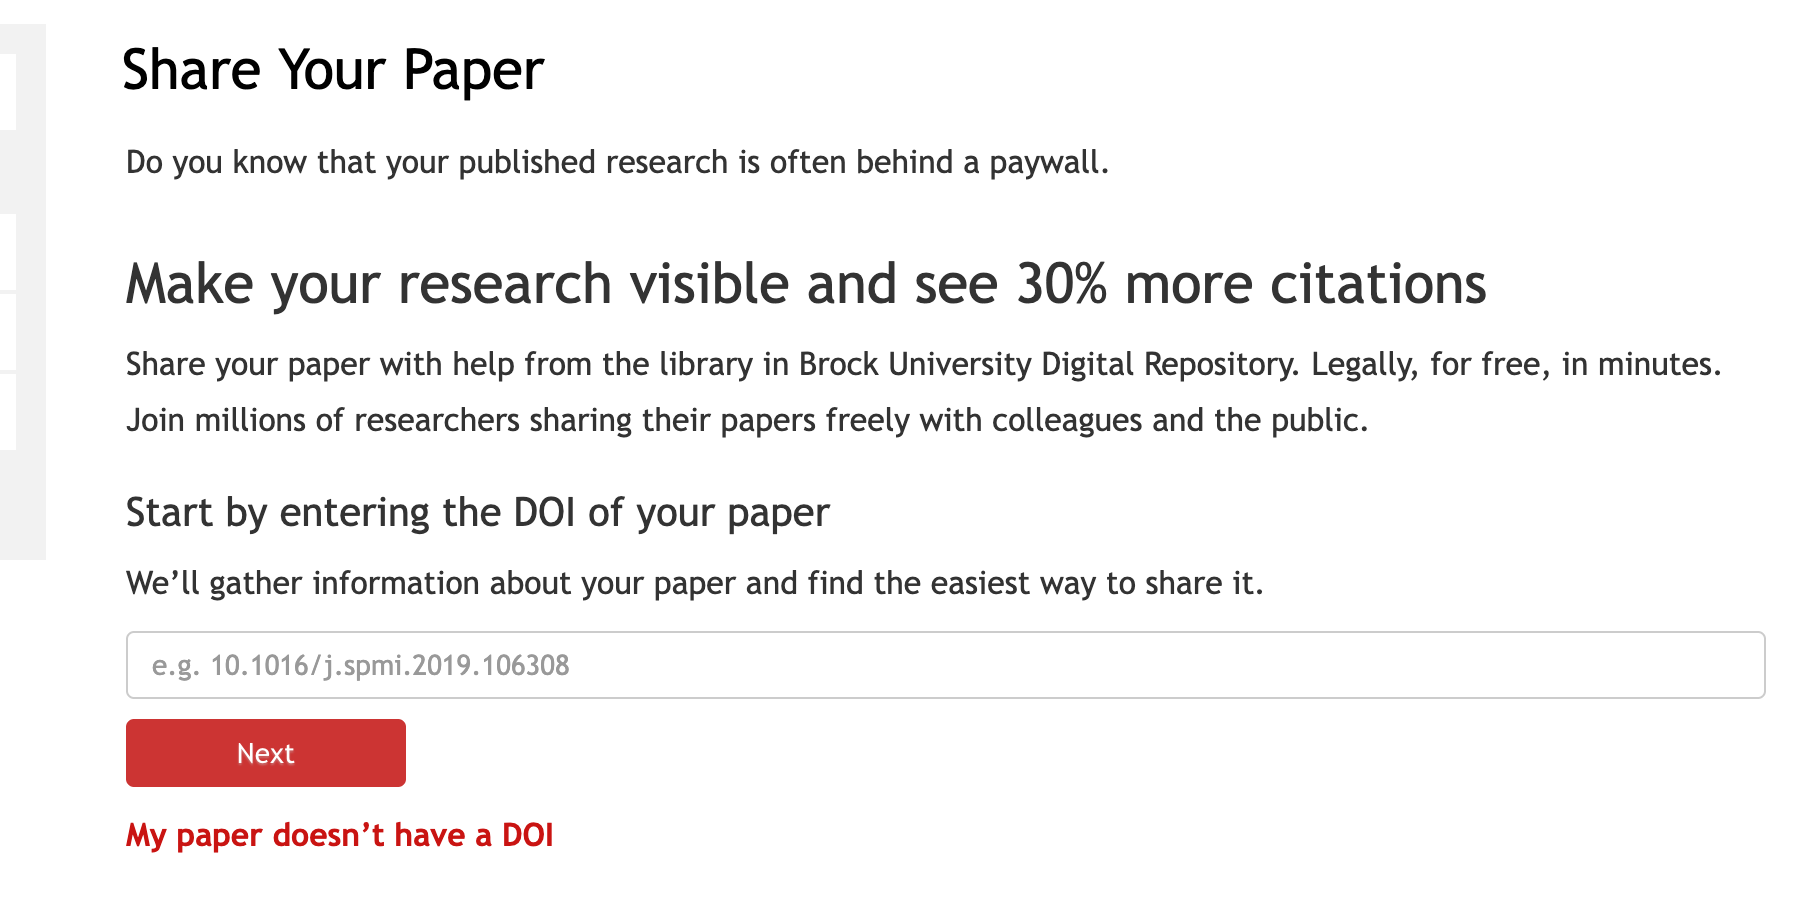 Share Your Paper
Do you know that your published research is often behind a paywall.
Make your research visible and see 30% more citations
Share your paper with help from the library in Brock University Digital Repository. Legally, for free, in minutes.
Join millions of researchers sharing their papers freely with colleagues and the public.
Start by entering the DOI of your paper
We’ll gather information about your paper and find the easiest way to share it.
e.g. 10.1016/j.spmi.2019.106308
Next
My paper doesn’t have a DOI